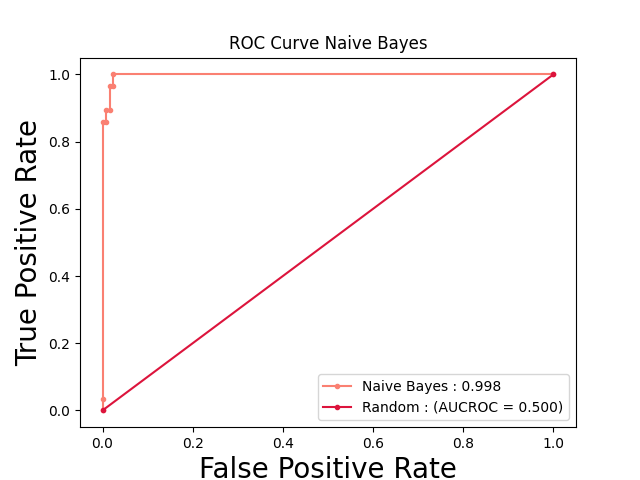 ROC Curve Naive Bayes
True Positive Rate
1.0
0.8
0.6
0.4
0.2
0.0
Naive Bayes : 0.998
Random : (AUCROC = 0.500)
0.0 0.2 0.4 0.6 0.8 1.0
False Positive Rate